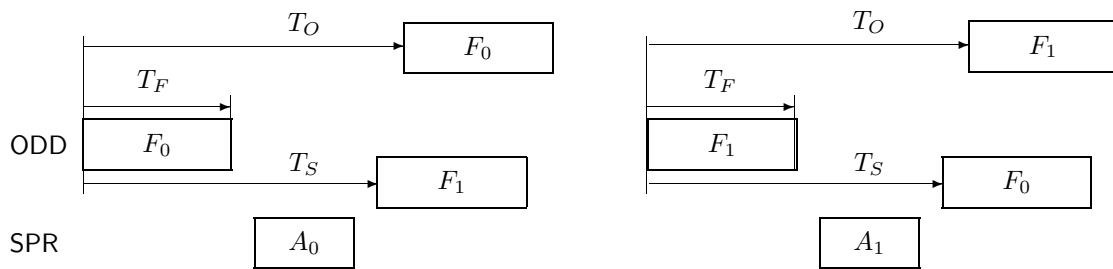 T_O F_0 T_O F_1
T_F T_F
ODD F_0 F_1
T_S F_1 T_S F_0
SPR A_0 A_1